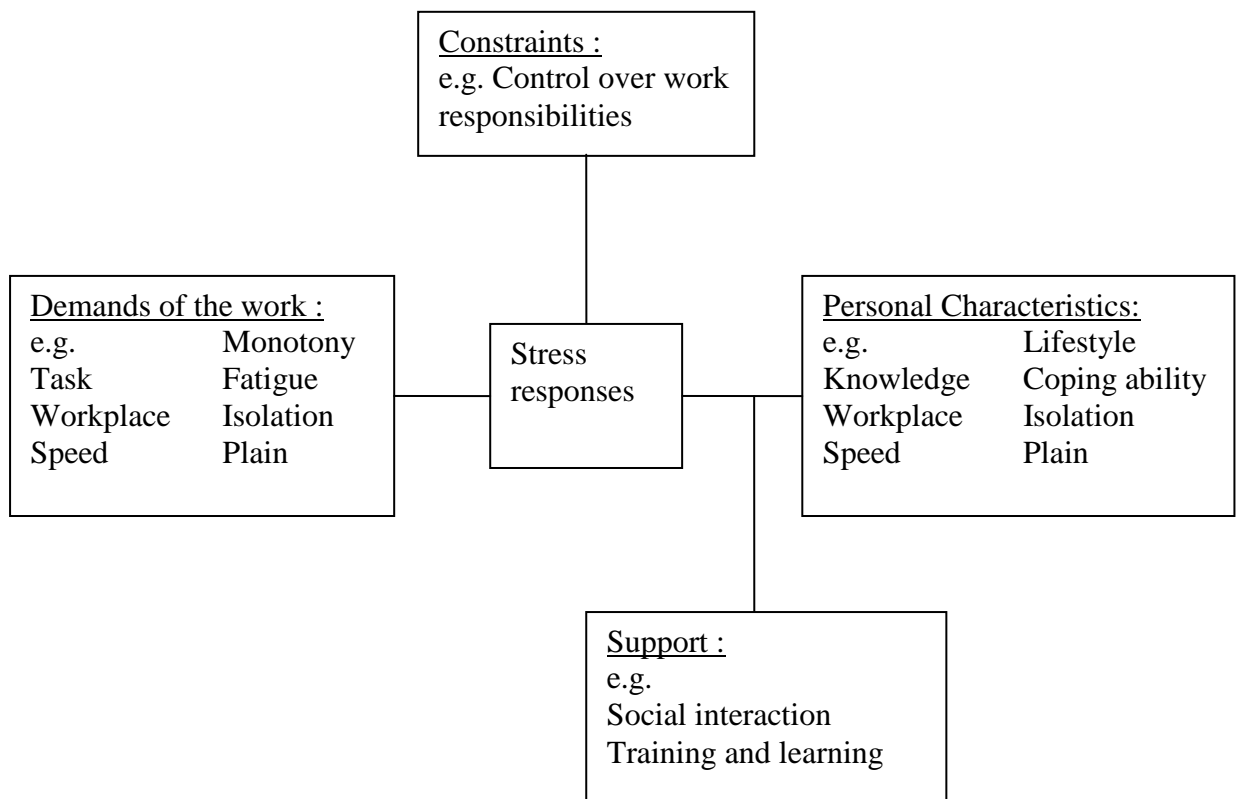 Constraints :
e.g. Control over work
responsibilities
Demands of the work :
e.g. Monotony
Task Fatigue
Workplace Isolation
Speed Plain
Stress
responses
Personal Characteristics:
e.g. Lifestyle
Knowledge Coping ability
Workplace Isolation
Speed Plain
Support :
e.g.
Social interaction
Training and learning